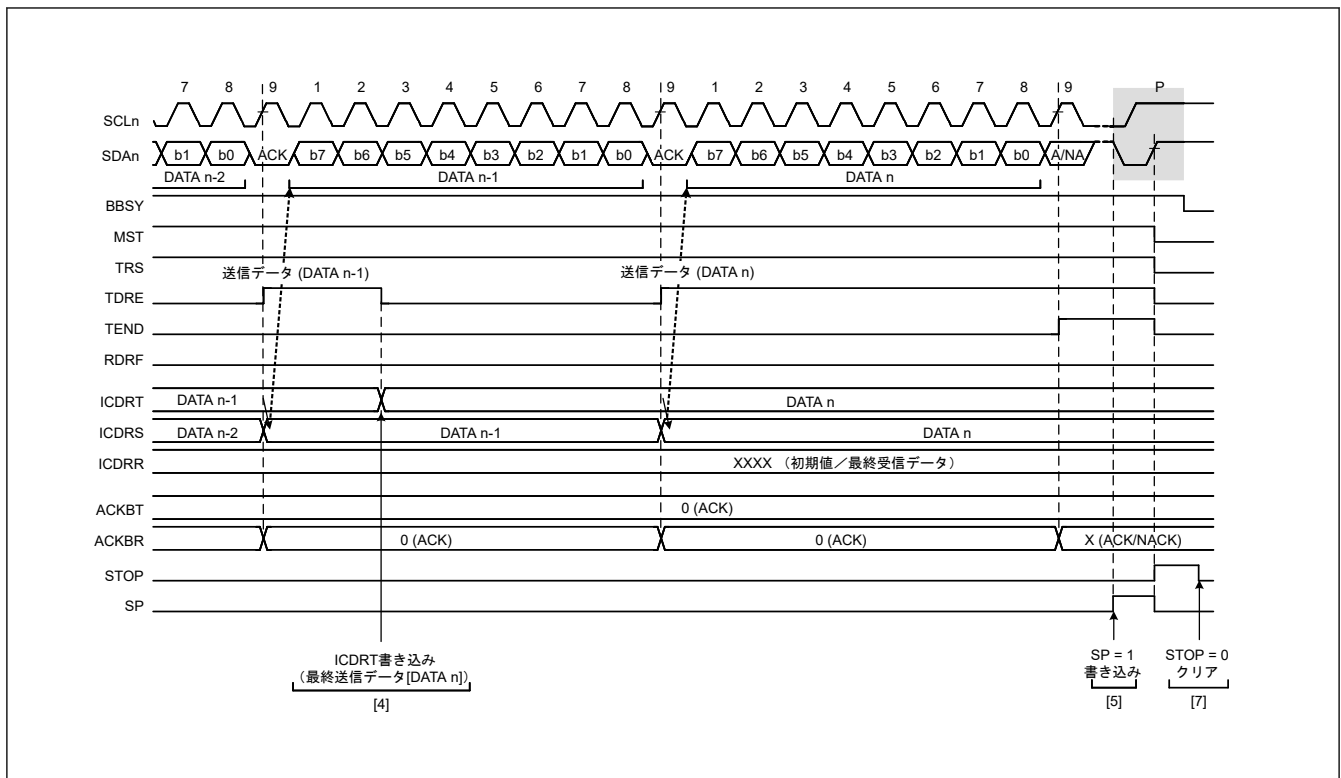 7 8 9 1 2 3 4 5 6 7 8 9 1 2 3 4 5 6 7 8 9 P
SCLn
SDAn b1 b0 ACK b7 b6 b5 b4 b3 b2 b1 b0 ACK b7 b6 b5 b4 b3 b2 b1 b0 A/NA
DATA n-2 DATA n-1 DATA n
BBSY
MST
TRS
送信データ (DATA n-1) 送信データ (DATA n)
TDRE
TEND
RDRF
ICDRT DATA n-1 DATA n
ICDRS DATA n-2 DATA n-1 DATA n
ICDRR XXXX （初期値／最終受信データ）
ACKBT 0 (ACK)
ACKBR 0 (ACK) 0 (ACK) X (ACK/NACK)
STOP
SP
ICDRT書き込み
（最終送信データ[DATA n]）
[4]
SP = 1
書き込み
[5]
STOP = 0
クリア
[7]